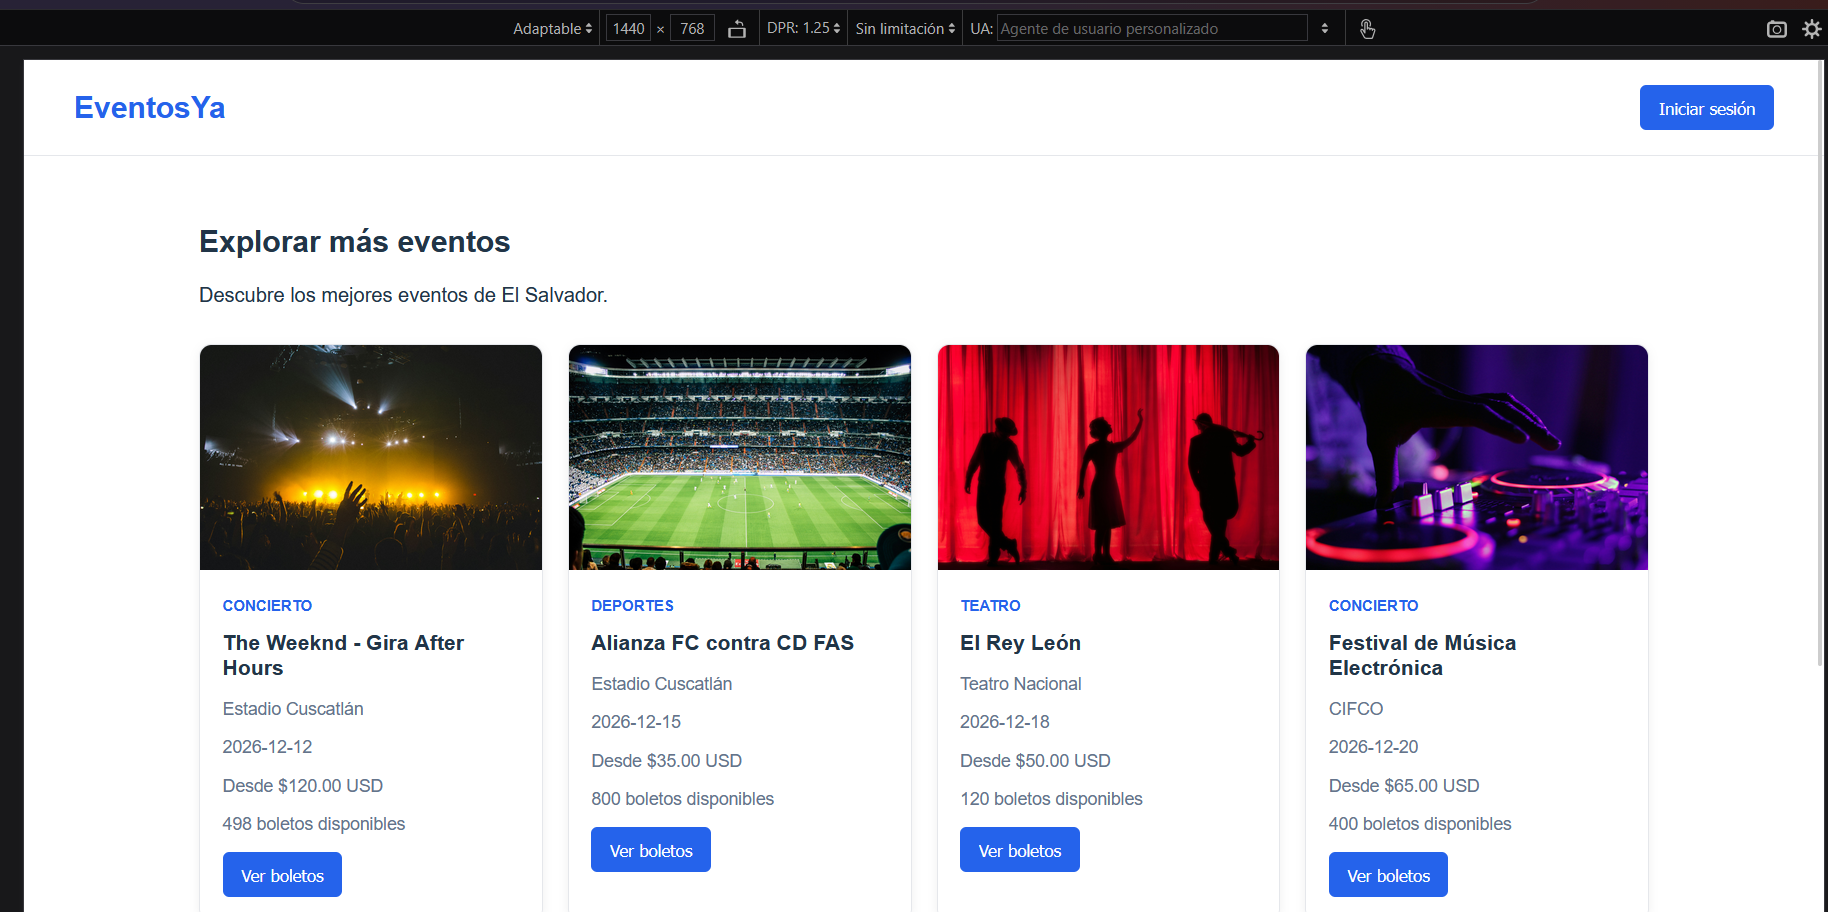 Adaptable 1440 × 768 DPR: 1.25 Sin limitación UA: Agente de usuario personalizado
EventosYa
Iniciar sesión
Explorar más eventos
Descubre los mejores eventos de El Salvador.
CONCIERTO
The Weeknd - Gira After
Hours
Estadio Cuscatlán
2026-12-12
Desde $120.00 USD
498 boletos disponibles
Ver boletos
DEPORTES
Alianza FC contra CD FAS
Estadio Cuscatlán
2026-12-15
Desde $35.00 USD
800 boletos disponibles
Ver boletos
TEATRO
El Rey León
Teatro Nacional
2026-12-18
Desde $50.00 USD
120 boletos disponibles
Ver boletos
CONCIERTO
Festival de Música
Electrónica
CIFCO
2026-12-20
Desde $65.00 USD
400 boletos disponibles
Ver boletos